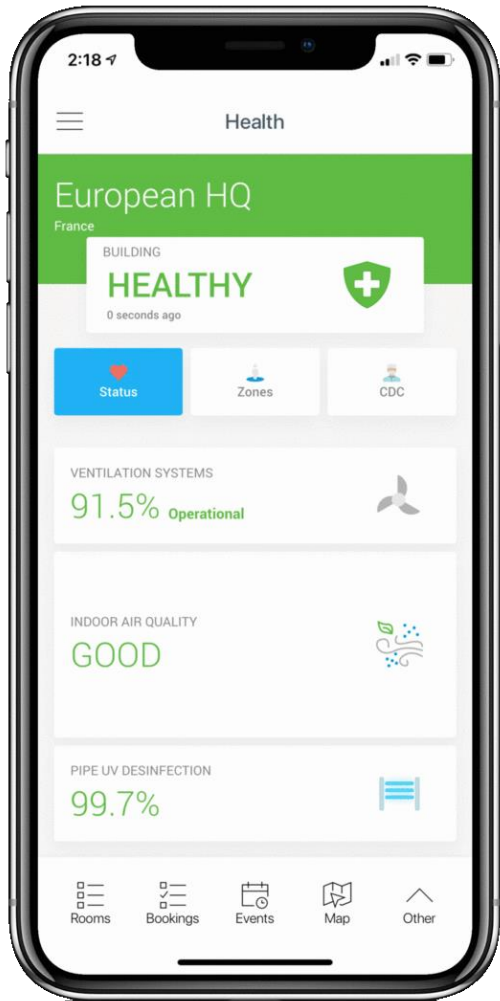 2:18
Health
European HQ
France
BUILDING
HEALTHY
0 seconds ago
Status
Zones
CDC
VENTILATION SYSTEMS
91.5% Operational
INDOOR AIR QUALITY
GOOD
PIPE UV DESINFECTION
99.7%
Rooms
Bookings
Events
Map
Other